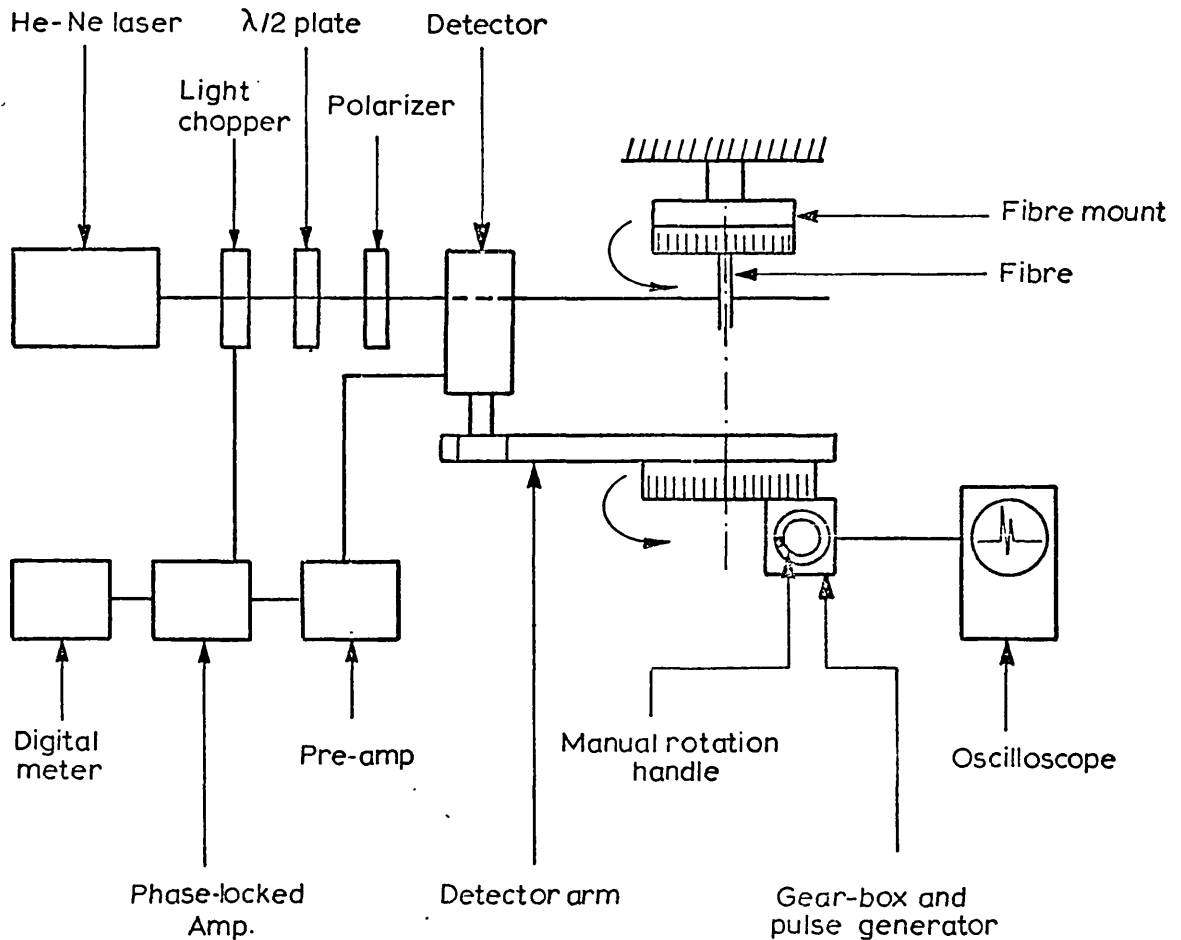 He-Ne laser
λ/2 plate
Detector
Light
chopper
Polarizer
Fibre mount
Fibre
Digital
meter
Pre-amp
Manual rotation
handle
Oscilloscope
Phase-locked
Amp.
Detector arm
Gear-box and
pulse generator